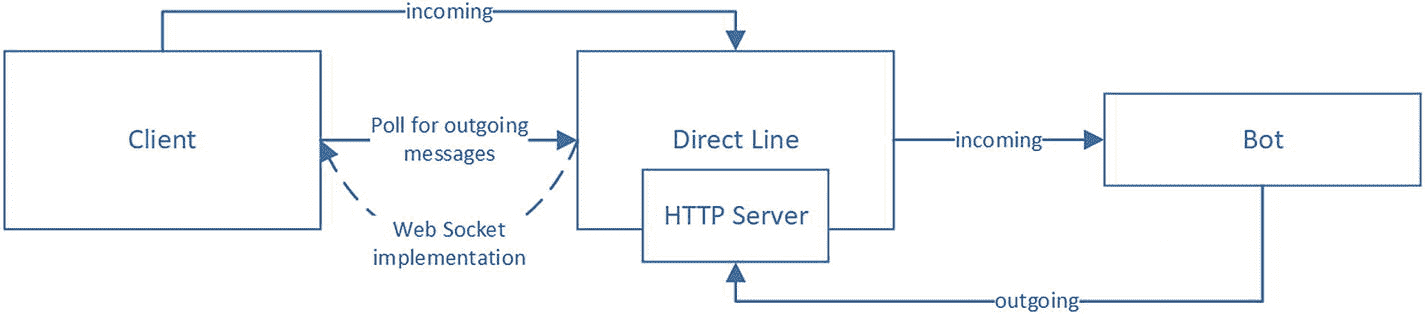 incoming
Client
Poll for outgoing
messages
Direct Line
incoming
Bot
HTTP Server
Web Socket
implementation
outgoing